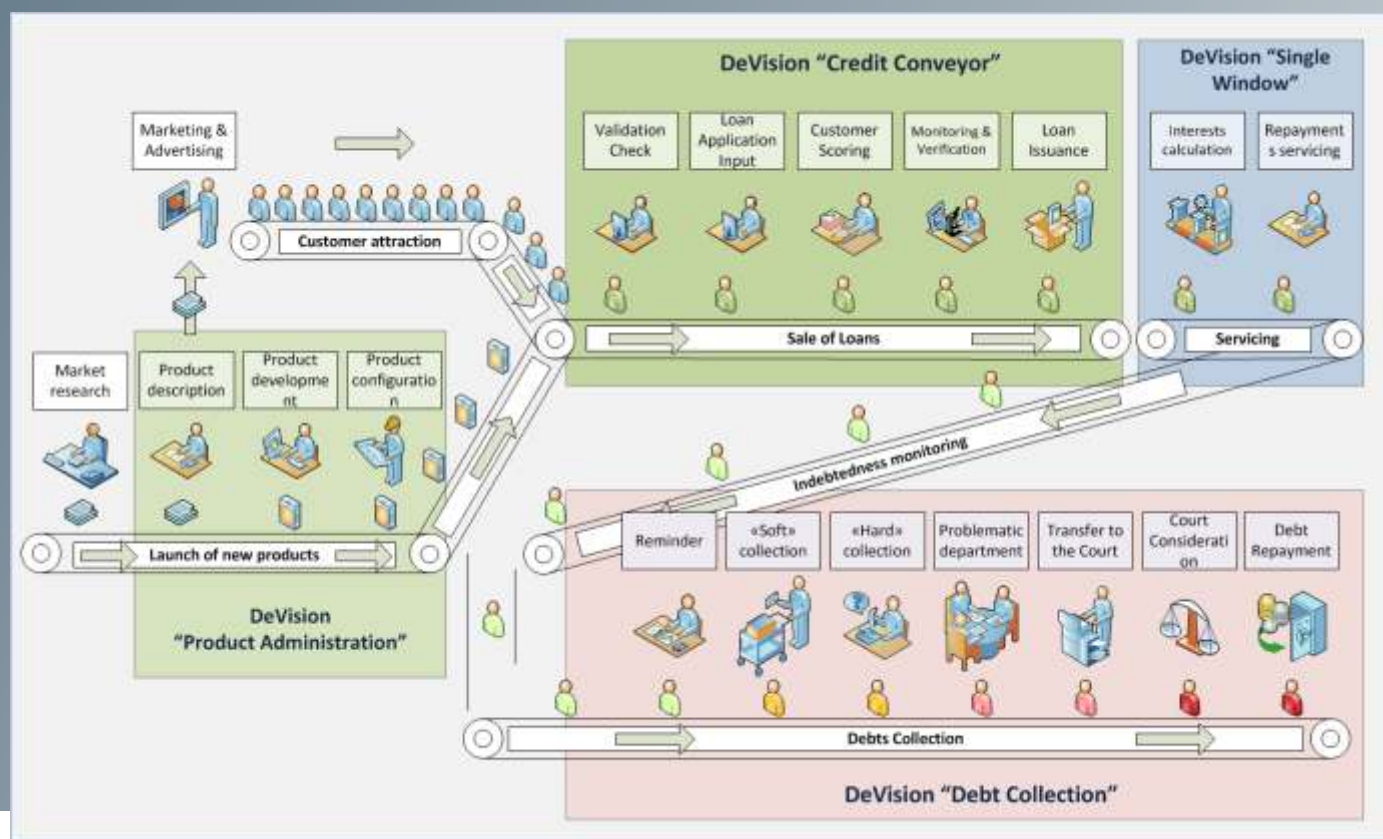 DeVision “Credit Conveyor”
DeVision “Single
Window”
Marketing &
Advertising
Validation
Check
Loan
Application
Input
Customer
Scoring
Monitoring &
Verification
Loan
Issuance
Interests
calculation
Repayment
s servicing
Customer attraction
Sale of Loans
Servicing
Market
research
Product
description
Product
developme
nt
Product
configuratio
n
Indebtedness monitoring
Launch of new products
DeVision
“Product Administration”
Reminder
«Soft»
collection
«Hard»
collection
Problematic
department
Transfer to
the Court
Court
Considerati
on
Debt
Repayment
Debts Collection
DeVision “Debt Collection”